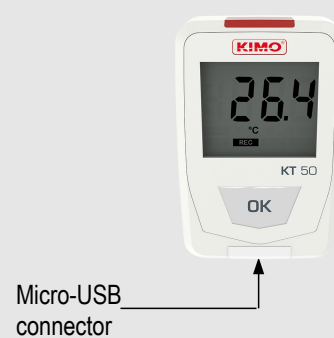 KIMO®
26.4
°C
REC
KT 50
OK
Micro-USB
connector